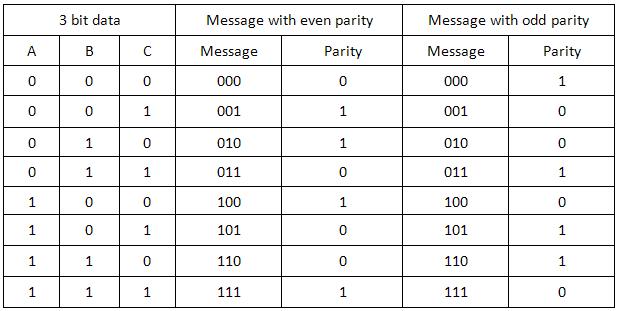 3 bit data Message with even parity Message with odd parity
A B C Message Parity Message Parity
0 0 0 000 0 000 1
0 0 1 001 1 001 0
0 1 0 010 1 010 0
0 1 1 011 0 011 1
1 0 0 100 1 100 0
1 0 1 101 0 101 1
1 1 0 110 0 110 1
1 1 1 111 1 111 0